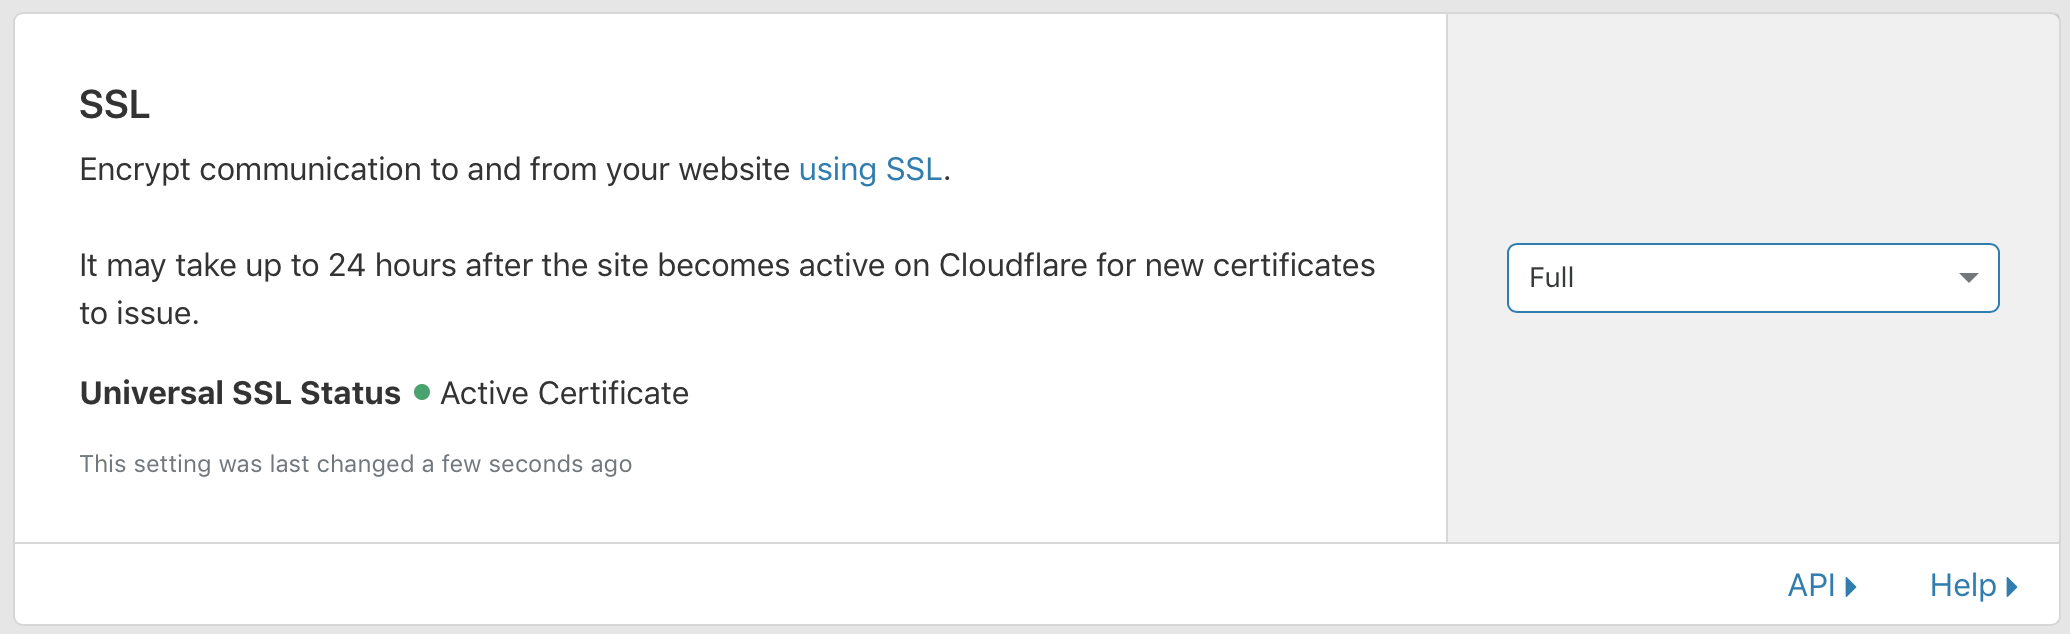 SSL
Encrypt communication to and from your website using SSL.
It may take up to 24 hours after the site becomes active on Cloudflare for new certificates
to issue.
Universal SSL Status Active Certificate
This setting was last changed a few seconds ago
Full
API
Help